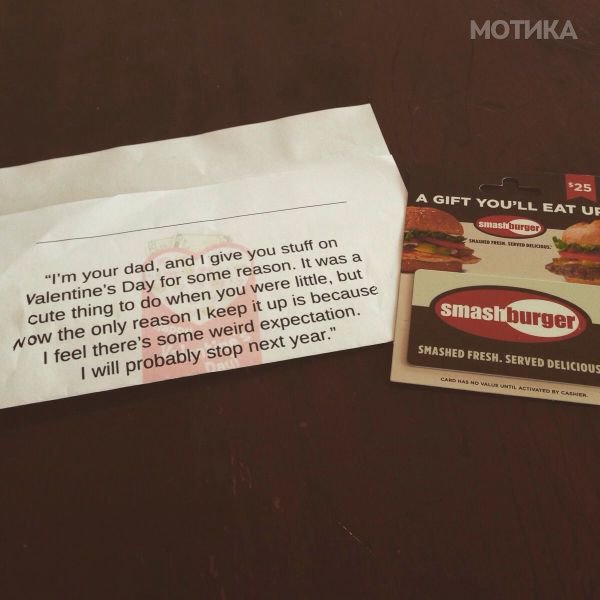 МОТИКА
"I'm your dad, and I give you stuff on
Valentine's Day for some reason. It was a
cute thing to do when you were little, but
now the only reason I keep it up is because
I feel there's some weird expectation.
I will probably stop next year."
$25
A GIFT YOU'LL EAT UP
smashburger
SMASHED FRESH. SERVED DELICIOUS.
smashburger
SMASHED FRESH. SERVED DELICIOUS
CARD HAS NO VALUE UNTIL ACTIVATED BY CASHIER.